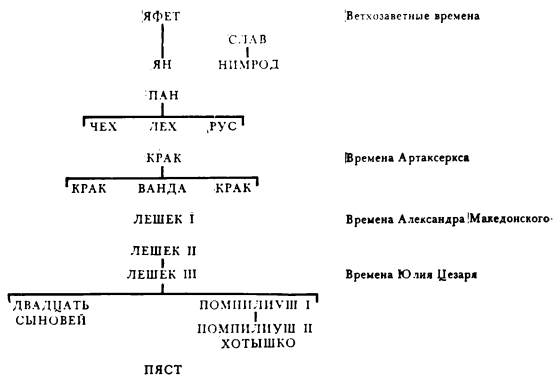 ЯФЕТ Ветхозаветные времена
СЛАВ
ЯН НИМРОД
ПАН
ЧЕХ ЛЕХ РУС
КРАК Времена Артаксеркса
КРАК ВАНДА КРАК
ЛЕШЕК I Времена Александра Македонского
ЛЕШЕК II
ЛЕШЕК III Времена Юлия Цезаря
ДВАДЦАТЬ ПОМПИЛИУШ I
СЫНОВЕЙ
ПОМПИЛИУШ II
ХОТЫШКО
ПЯСТ